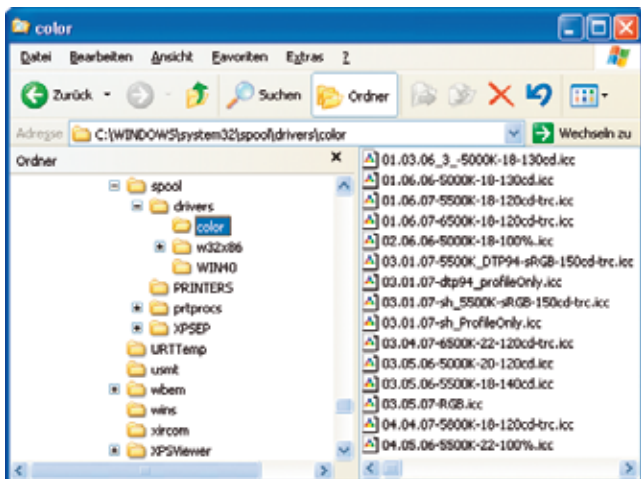 color
Datei Bearbeiten Ansicht Favoriten Extras ?
Zurück Suchen Ordner
Adresse C:\WINDOWS\system32\spool\drivers\color Wechseln zu
Ordner
spool
drivers
color
w32x86
WIN40
PRINTERS
prtprocs
XPSEP
URTTemp
usmt
wbem
wins
xircom
XPSViewer
01.03.06_3_-5000K-18-130cd.icc
01.06.06-5000K-18-130cd.icc
01.06.07-5500K-18-120cd-trc.icc
01.06.07-6500K-18-120cd-trc.icc
02.06.06-5000K-18-100%.icc
03.01.07-5500K_DTP94-sRGB-150cd-trc.icc
03.01.07-dtp94_profileOnly.icc
03.01.07-sh_5500K-sRGB-150cd-trc.icc
03.01.07-sh_ProfileOnly.icc
03.04.07-6500K-22-120cd-trc.icc
03.05.06-5000K-20-120cd.icc
03.05.06-5500K-18-140cd.icc
03.05.07-RGB.icc
04.04.07-5800K-18-120cd-trc.icc
04.05.06-5500K-22-100%.icc